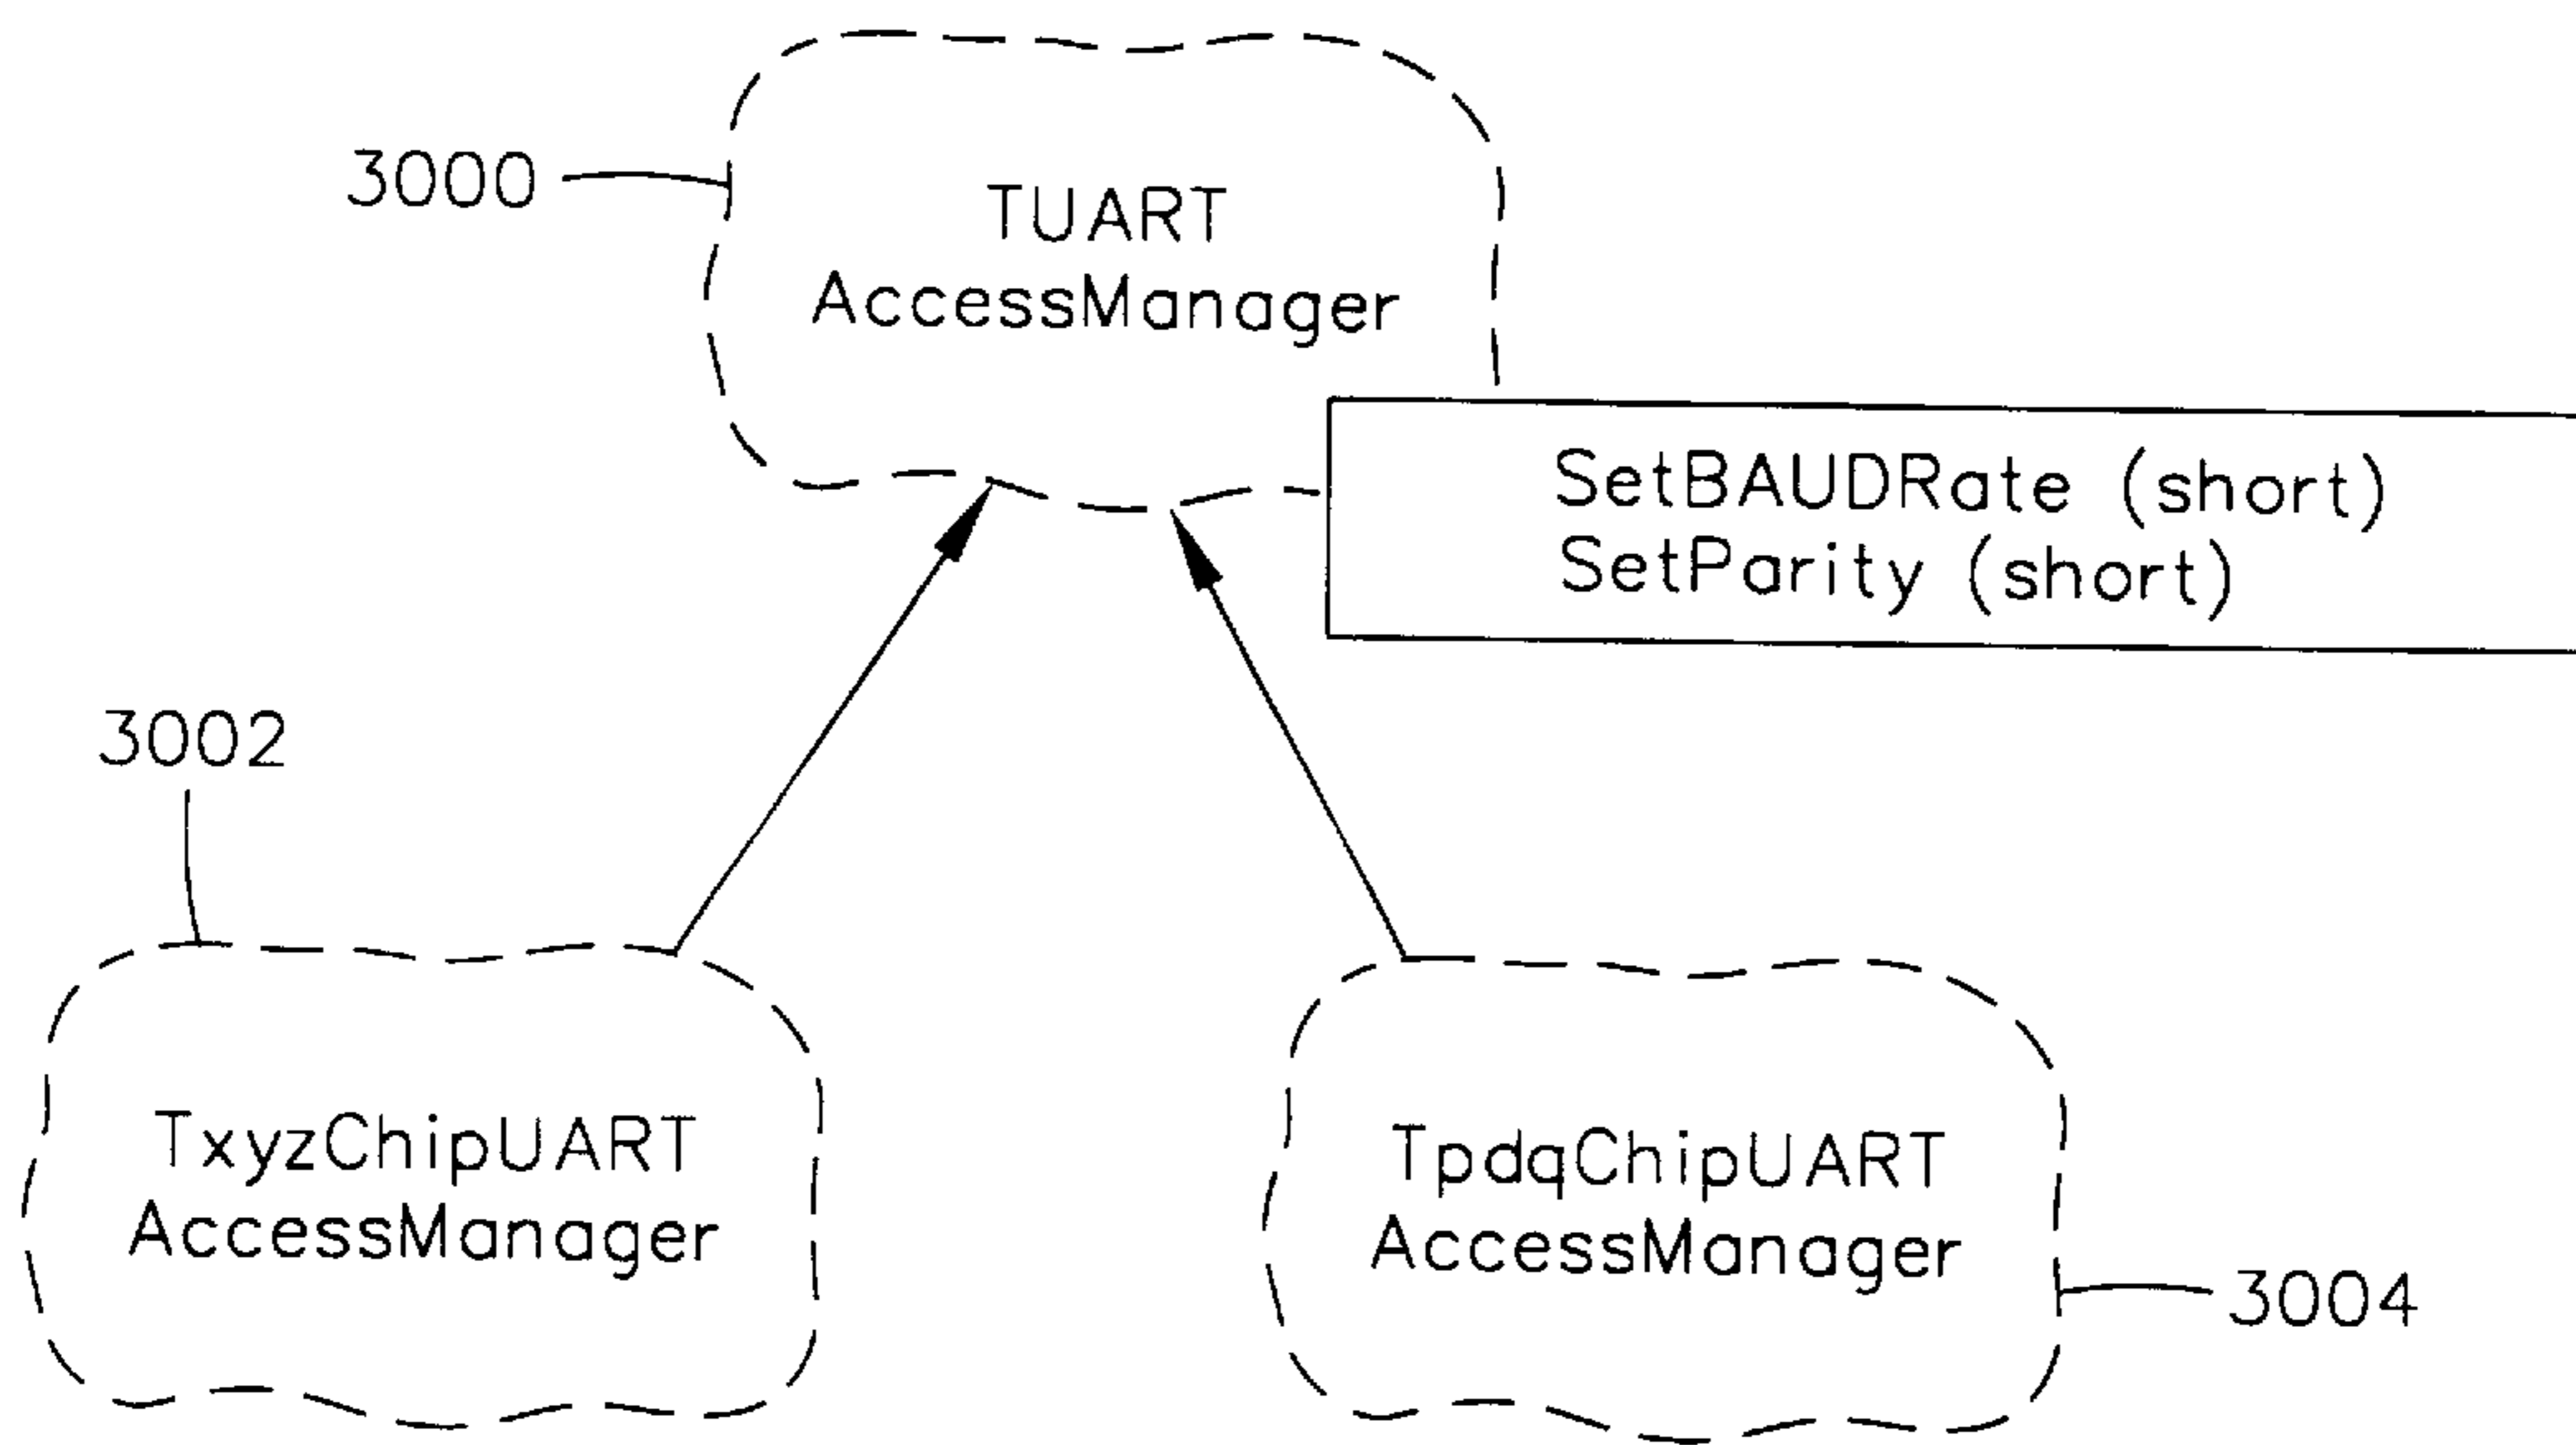 3000
TUART
AccessManager
SetBAUDRate (short)
SetParity (short)
3002
TxyzChipUART
AccessManager
TpdqChipUART
AccessManager
3004